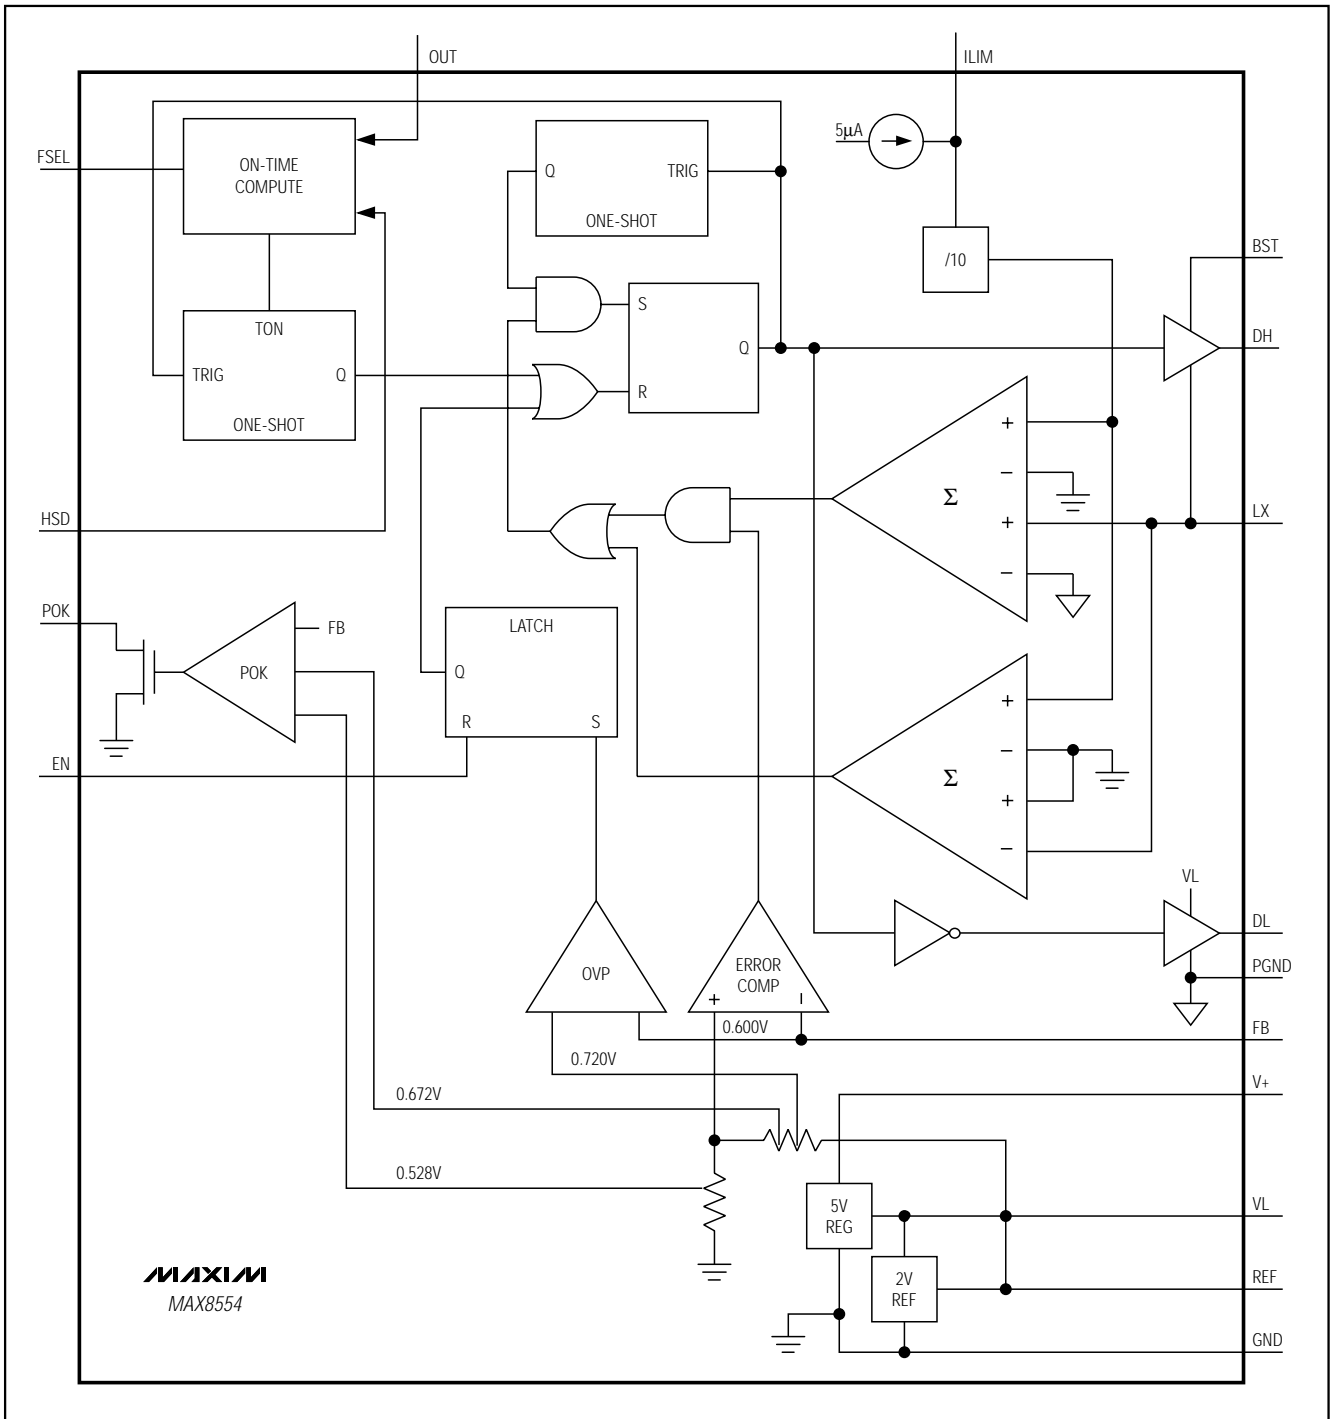 OUT
ILIM
5µA
FSEL
ON-TIME
COMPUTE
Q
TRIG
ONE-SHOT
/10
BST
TON
TRIG
Q
ONE-SHOT
S
Q
R
DH
+
−
Σ
+
−
HSD
LX
POK
FB
POK
LATCH
Q
R
S
EN
+
−
Σ
+
−
VL
DL
PGND
OVP
ERROR
COMP
+
−
0.600V
FB
0.720V
0.672V
V+
0.528V
5V
REG
VL
2V
REF
REF
GND
MAXIM
MAX8554